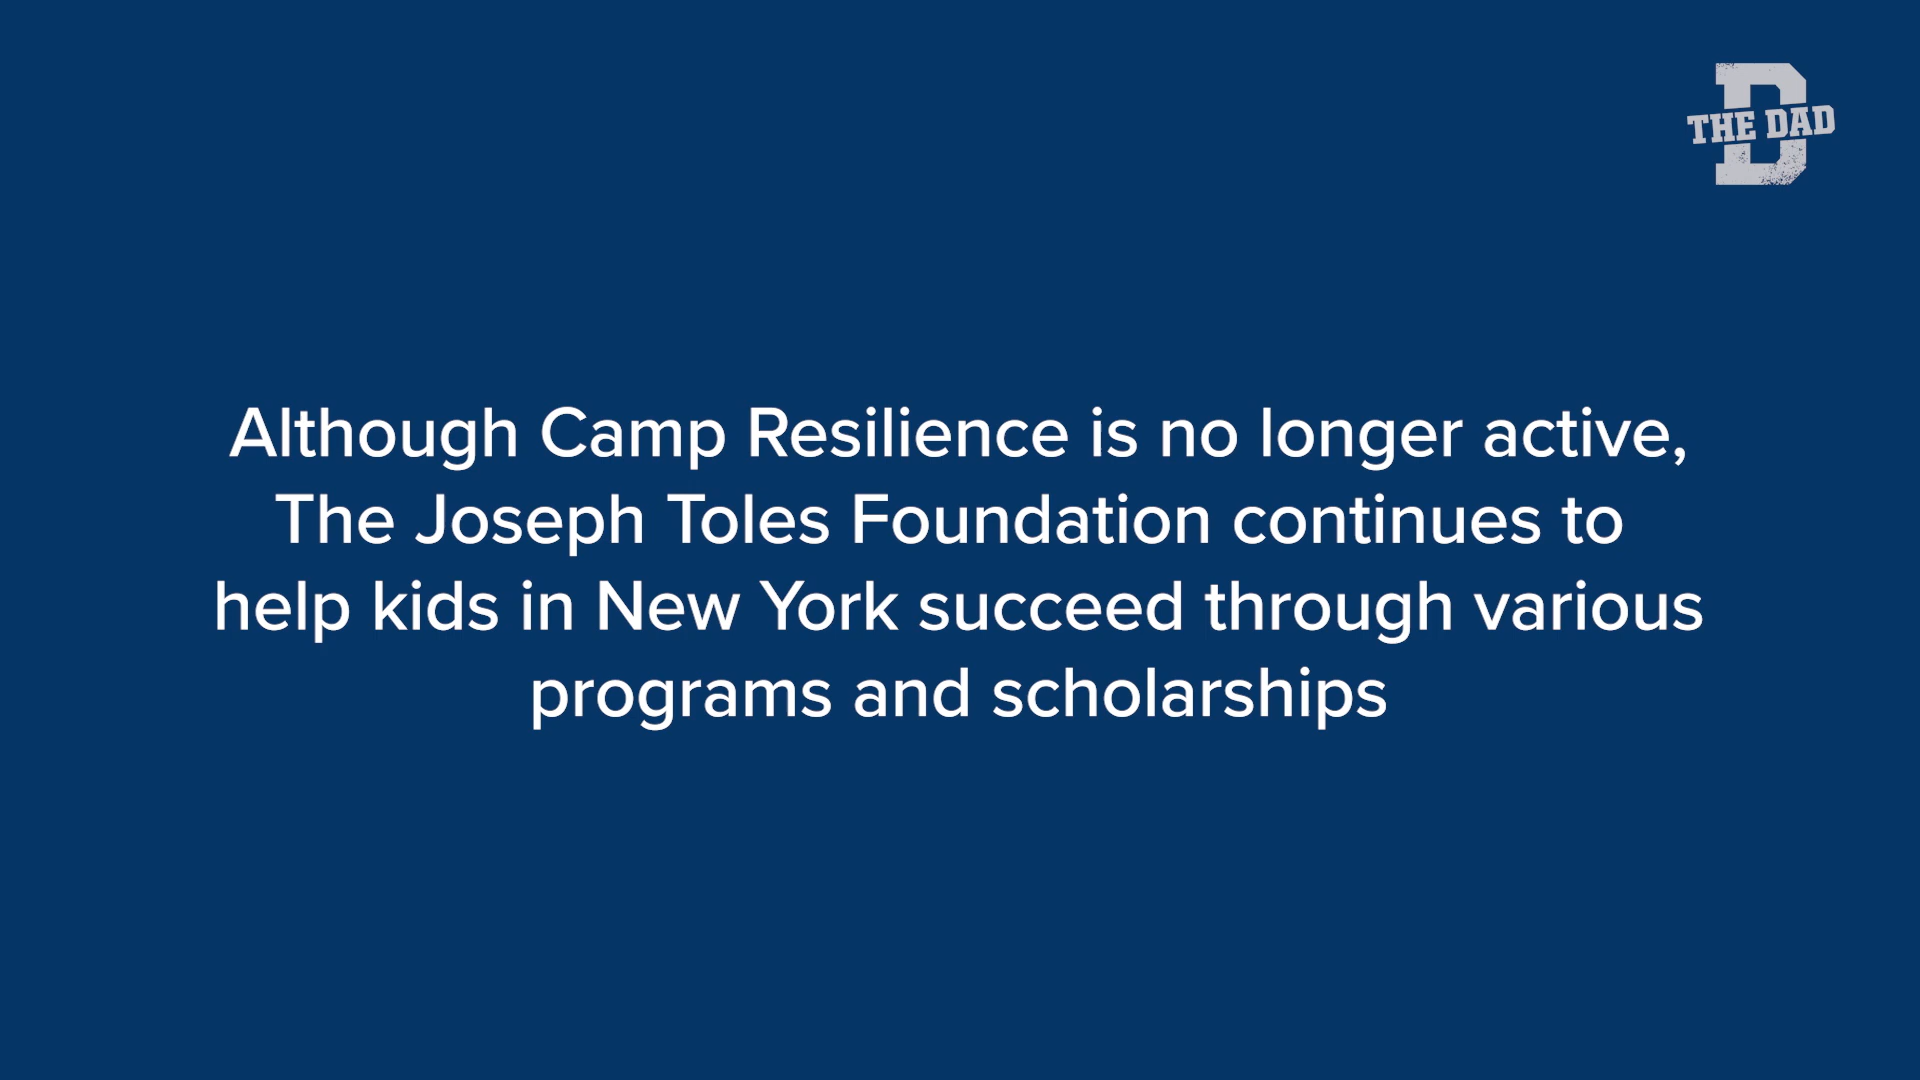 D
THE DAD
Although Camp Resilience is no longer active,
The Joseph Toles Foundation continues to
help kids in New York succeed through various
programs and scholarships